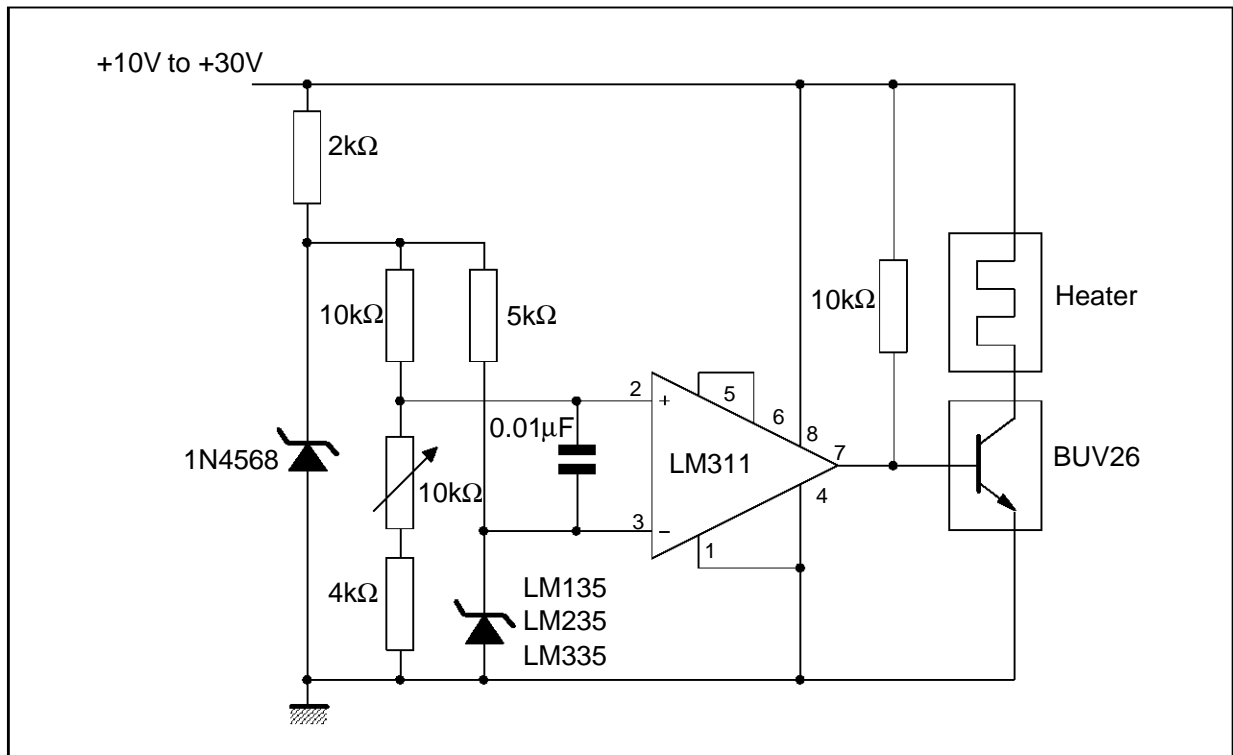 +10V to +30V
2kΩ
10kΩ
5kΩ
10kΩ
Heater
2
+
5
6
8
7
0.01μF
LM311
BUV26
1N4568
10kΩ
4
3
−
1
4kΩ
LM135
LM235
LM335